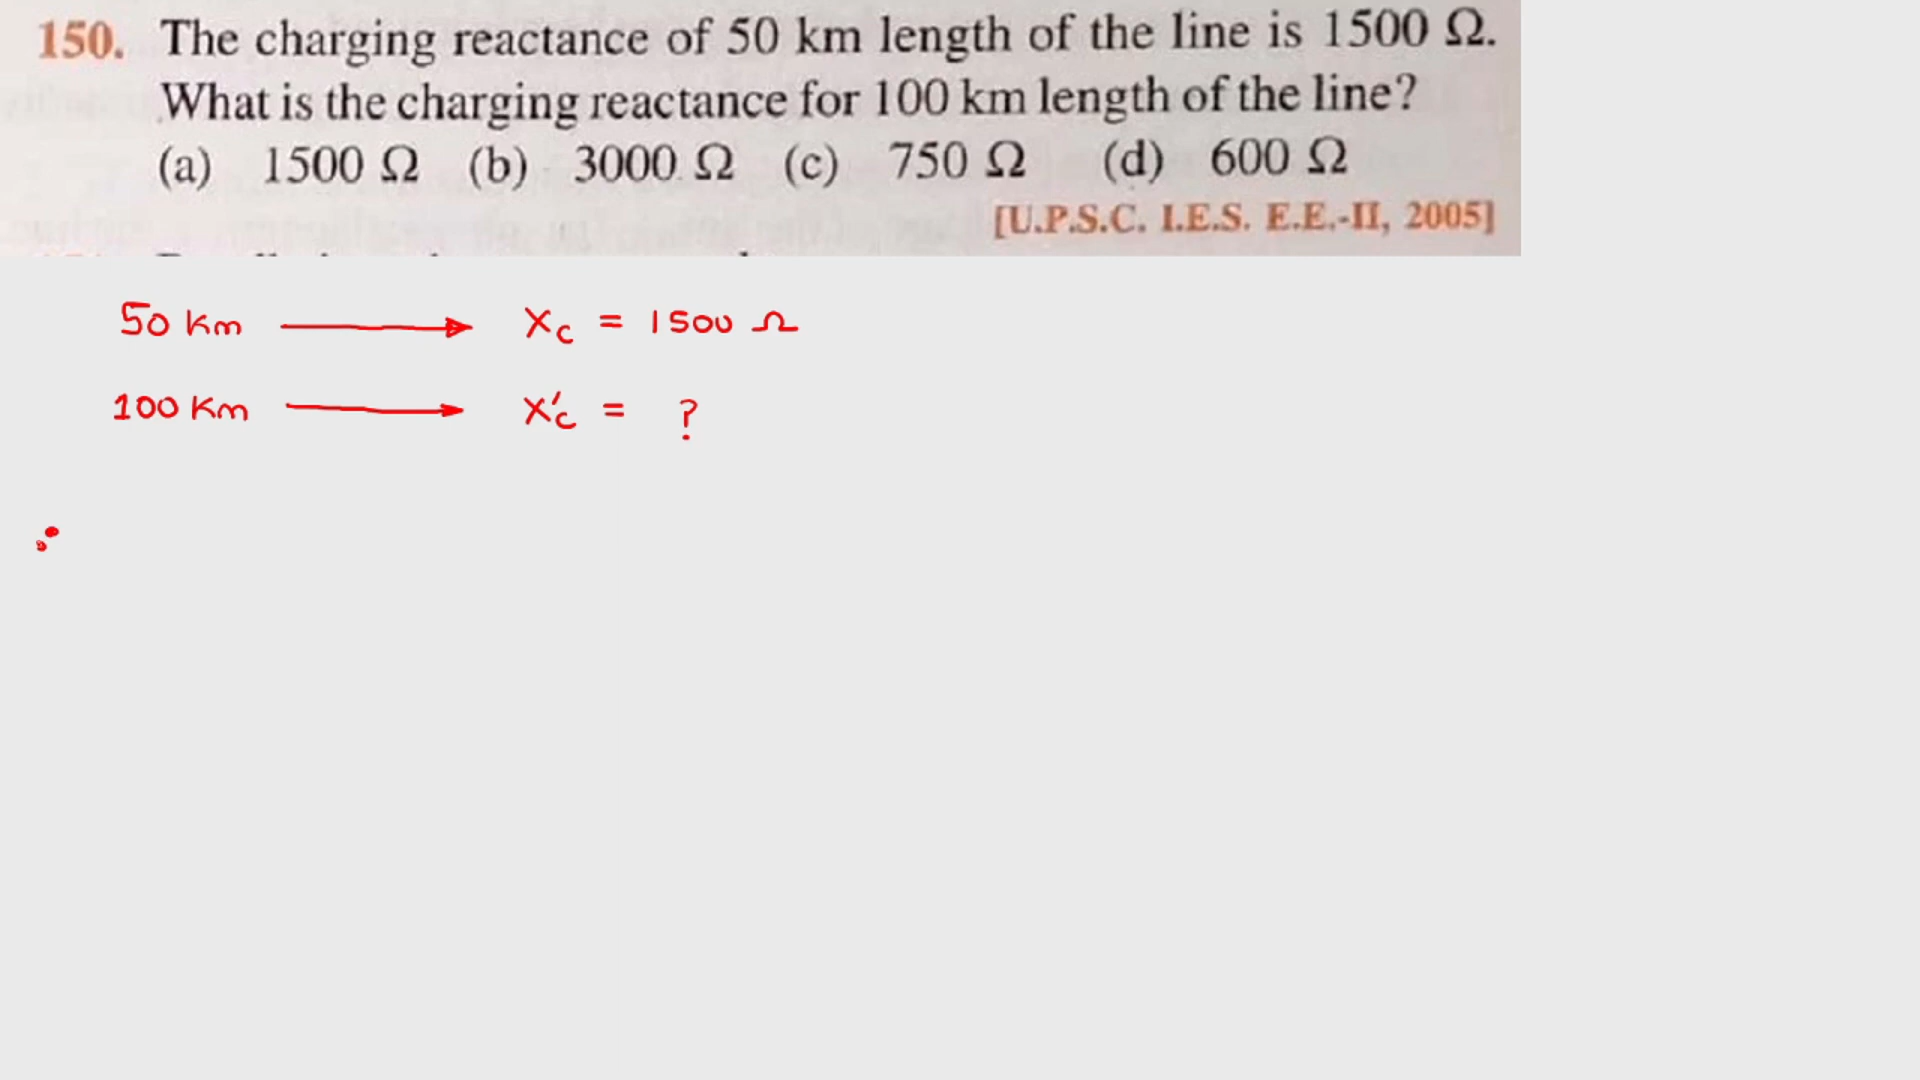 150. The charging reactance of 50 km length of the line is 1500 Ω.
What is the charging reactance for 100 km length of the line?
(a) 1500 Ω (b) 3000 Ω (c) 750 Ω (d) 600 Ω
[U.P.S.C. I.E.S. E.E.-II, 2005]
50 Km → Xc = 1500 Ω
100 Km → X'c = ?